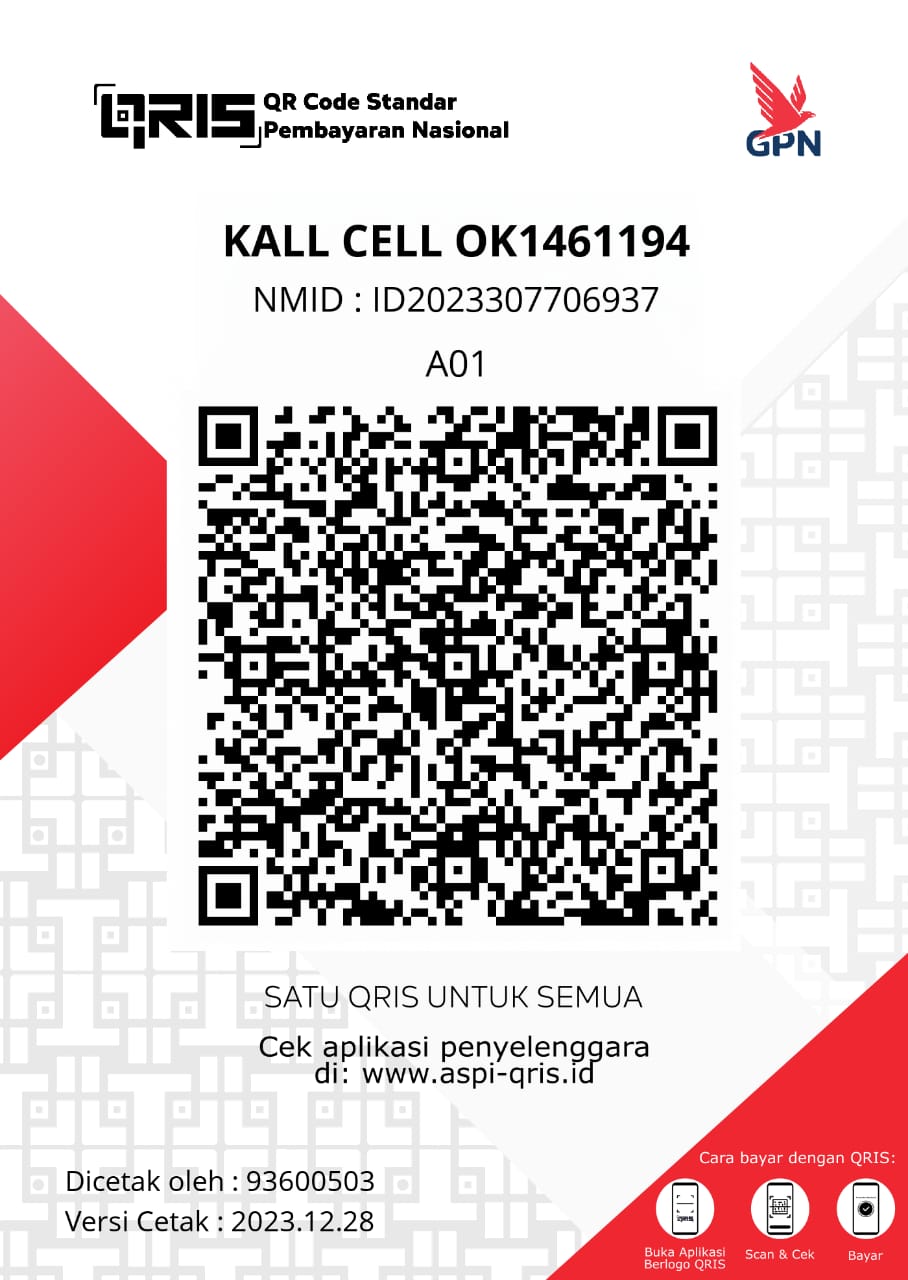 QRIS QR Code Standar
Pembayaran Nasional
GPN
KALL CELL OK1461194
NMID : ID2023307706937
A01
SATU QRIS UNTUK SEMUA
Cek aplikasi penyelenggara
di: www.aspi-qris.id
Dicetak oleh : 93600503
Versi Cetak : 2023.12.28
Cara bayar dengan QRIS:
Buka Aplikasi
Berlogo QRIS
Scan & Cek
Bayar